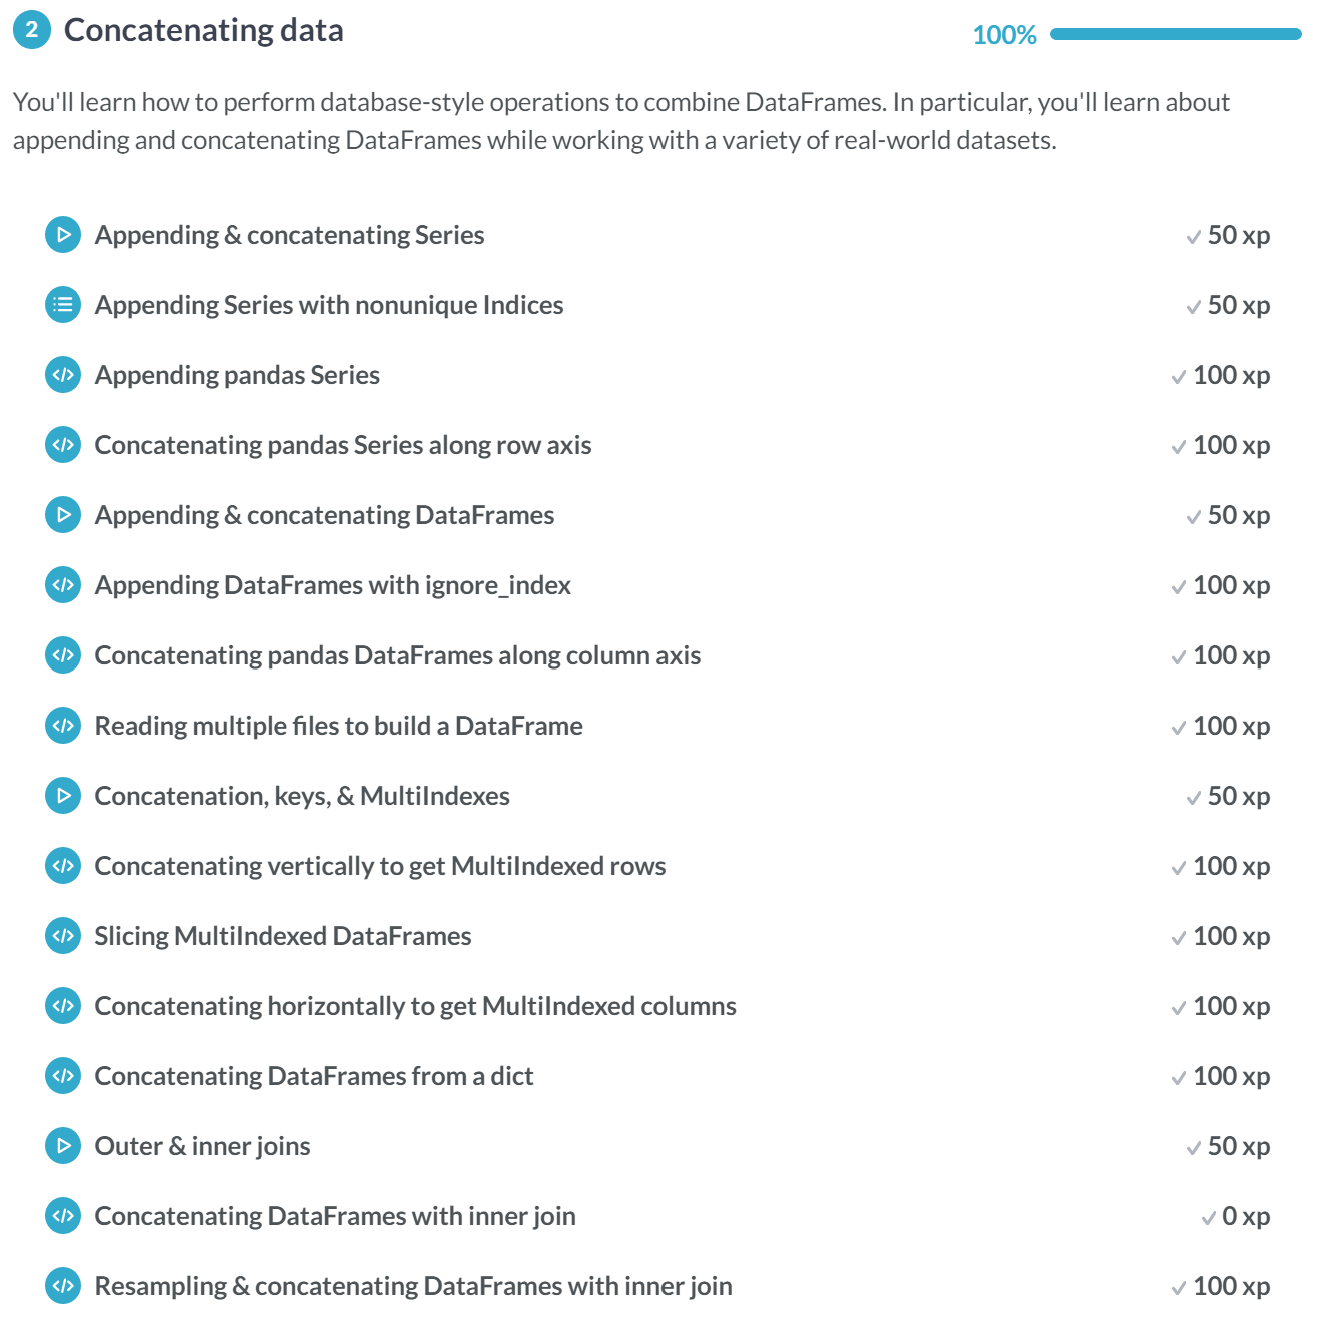 2 Concatenating data 100%
You'll learn how to perform database-style operations to combine DataFrames. In particular, you'll learn about
appending and concatenating DataFrames while working with a variety of real-world datasets.
Appending & concatenating Series 50 xp
Appending Series with nonunique Indices 50 xp
Appending pandas Series 100 xp
Concatenating pandas Series along row axis 100 xp
Appending & concatenating DataFrames 50 xp
Appending DataFrames with ignore_index 100 xp
Concatenating pandas DataFrames along column axis 100 xp
Reading multiple files to build a DataFrame 100 xp
Concatenation, keys, & MultiIndexes 50 xp
Concatenating vertically to get MultiIndexed rows 100 xp
Slicing MultiIndexed DataFrames 100 xp
Concatenating horizontally to get MultiIndexed columns 100 xp
Concatenating DataFrames from a dict 100 xp
Outer & inner joins 50 xp
Concatenating DataFrames with inner join 0 xp
Resampling & concatenating DataFrames with inner join 100 xp